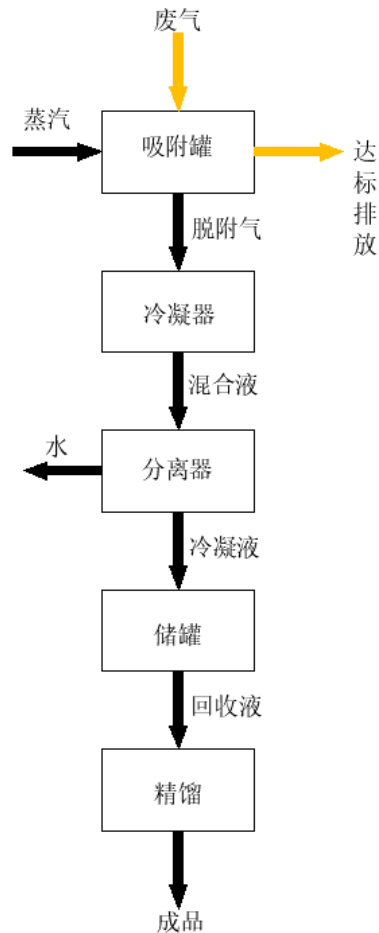 废气
蒸汽
吸附罐
达
标
排
放
脱附气
冷凝器
混合液
水
分离器
冷凝液
储罐
回收液
精馏
成品